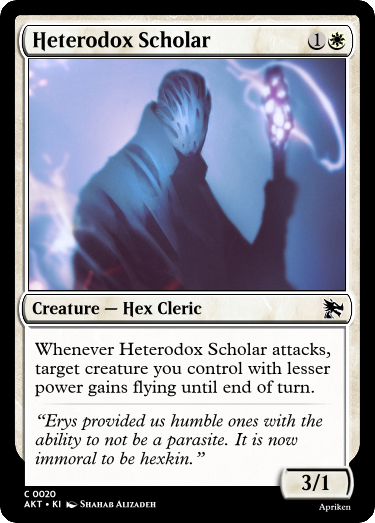 Heterodox Scholar 1
Creature — Hex Cleric
Whenever Heterodox Scholar attacks,
target creature you control with lesser
power gains flying until end of turn.
“Erys provided us humble ones with the
ability to not be a parasite. It is now
immoral to be hexkin.”
3/1
C 0020
AKT • KI Shahab Alizadeh
Apriken